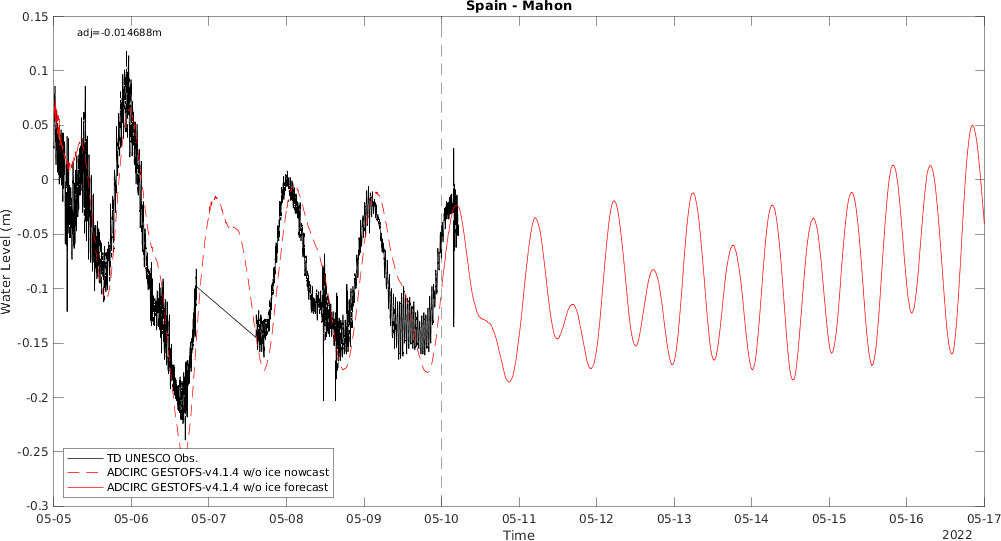 Spain - Mahon
adj=-0.014688m
0.15
0.1
0.05
0
-0.05
-0.1
-0.15
-0.2
-0.25
-0.3
Water Level (m)
TD UNESCO Obs.
ADCIRC GESTOFS-v4.1.4 w/o ice nowcast
ADCIRC GESTOFS-v4.1.4 w/o ice forecast
05-05 05-06 05-07 05-08 05-09 05-10 05-11 05-12 05-13 05-14 05-15 05-16 05-17
Time
2022